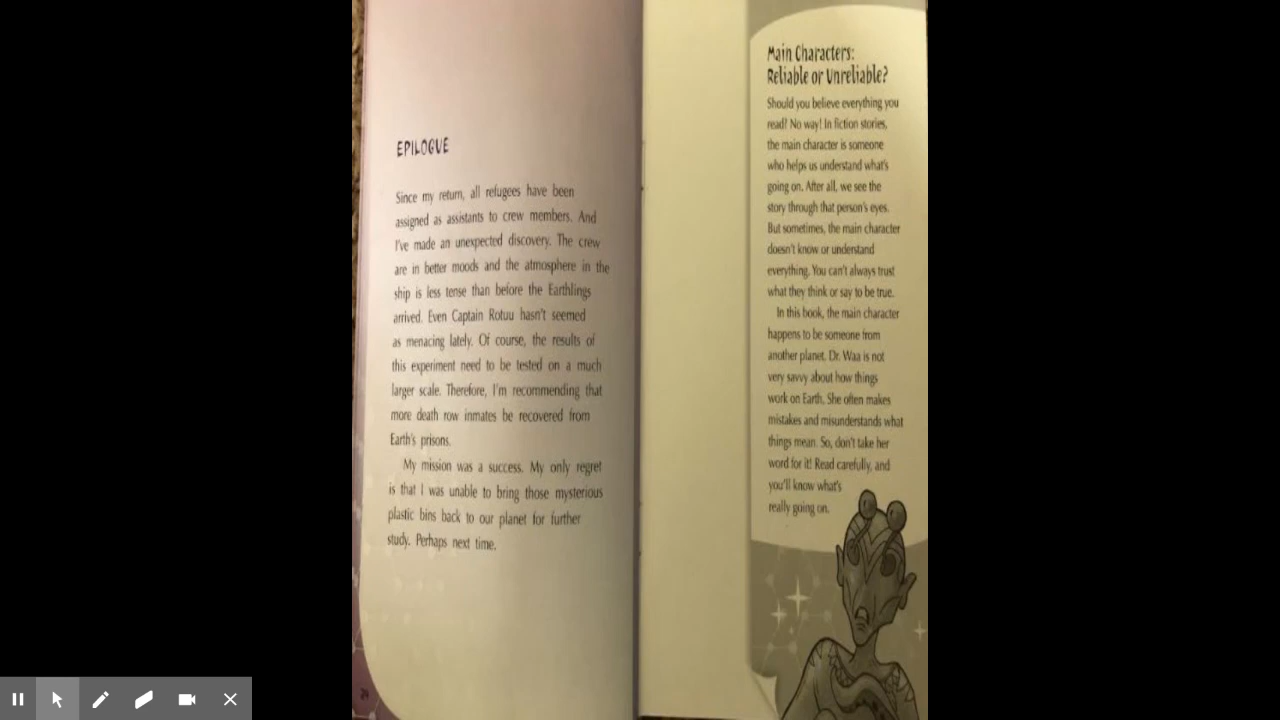 EPILOGUE
Since my return, all refugees have been
assigned as assistants to crew members. And
I've made an unexpected discovery. The crew
are in better moods and the atmosphere in the
ship is less tense than before the Earthlings
arrived. Even Captain Rotuu hasn't seemed
as menacing lately. Of course, the results of
this experiment need to be tested on a much
larger scale. Therefore, I'm recommending that
more death row inmates be recovered from
Earth's prisons.
My mission was a success. My only regret
is that I was unable to bring those mysterious
plastic bins back to our planet for further
study. Perhaps next time.
Main Characters:
Reliable or Unreliable?
Should you believe everything you
read? No way! In fiction stories,
the main character is someone
who helps us understand what's
going on. After all, we see the
story through that person's eyes.
But sometimes, the main character
doesn't know or understand
everything. You can't always trust
what they think or say to be true.
In this book, the main character
happens to be someone from
another planet. Dr. Waa is not
very savvy about how things
work on Earth. She often makes
mistakes and misunderstands what
things mean. So, don't take her
word for it! Read carefully, and
you'll know what's
really going on.